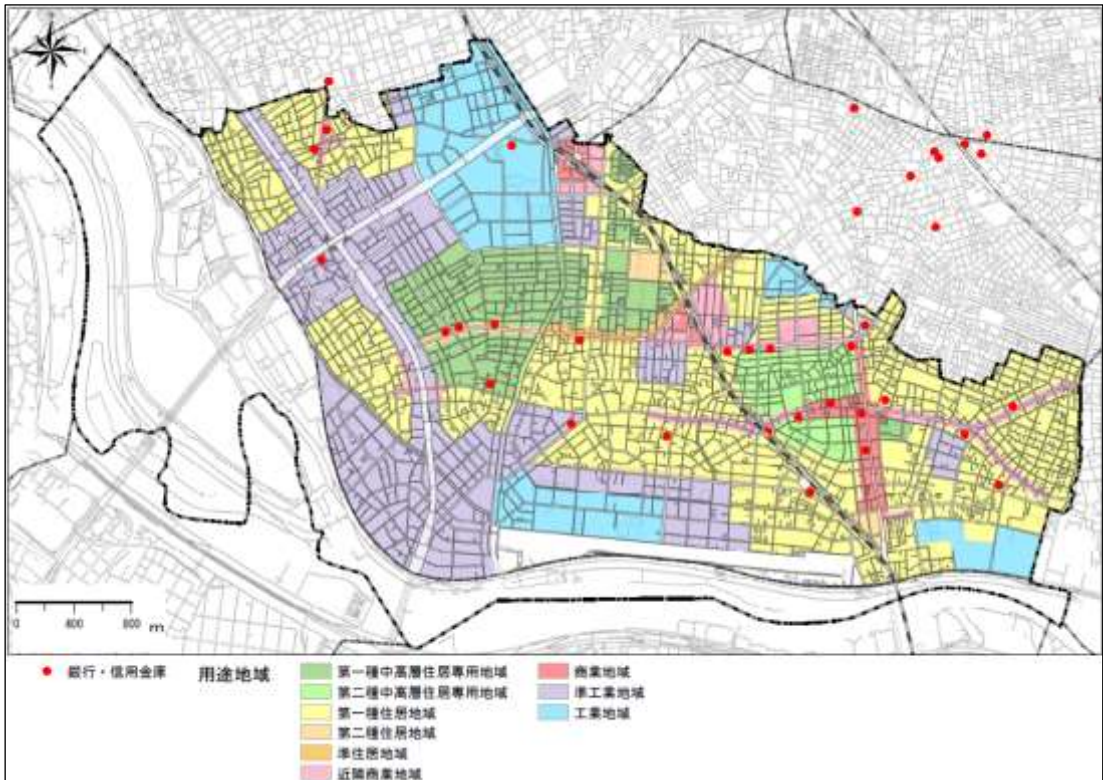 0 400 800 m
銀行・信用金庫
用途地域
第一種中高層住居専用地域
第二種中高層住居専用地域
第一種住居地域
第二種住居地域
準住居地域
近隣商業地域
商業地域
準工業地域
工業地域